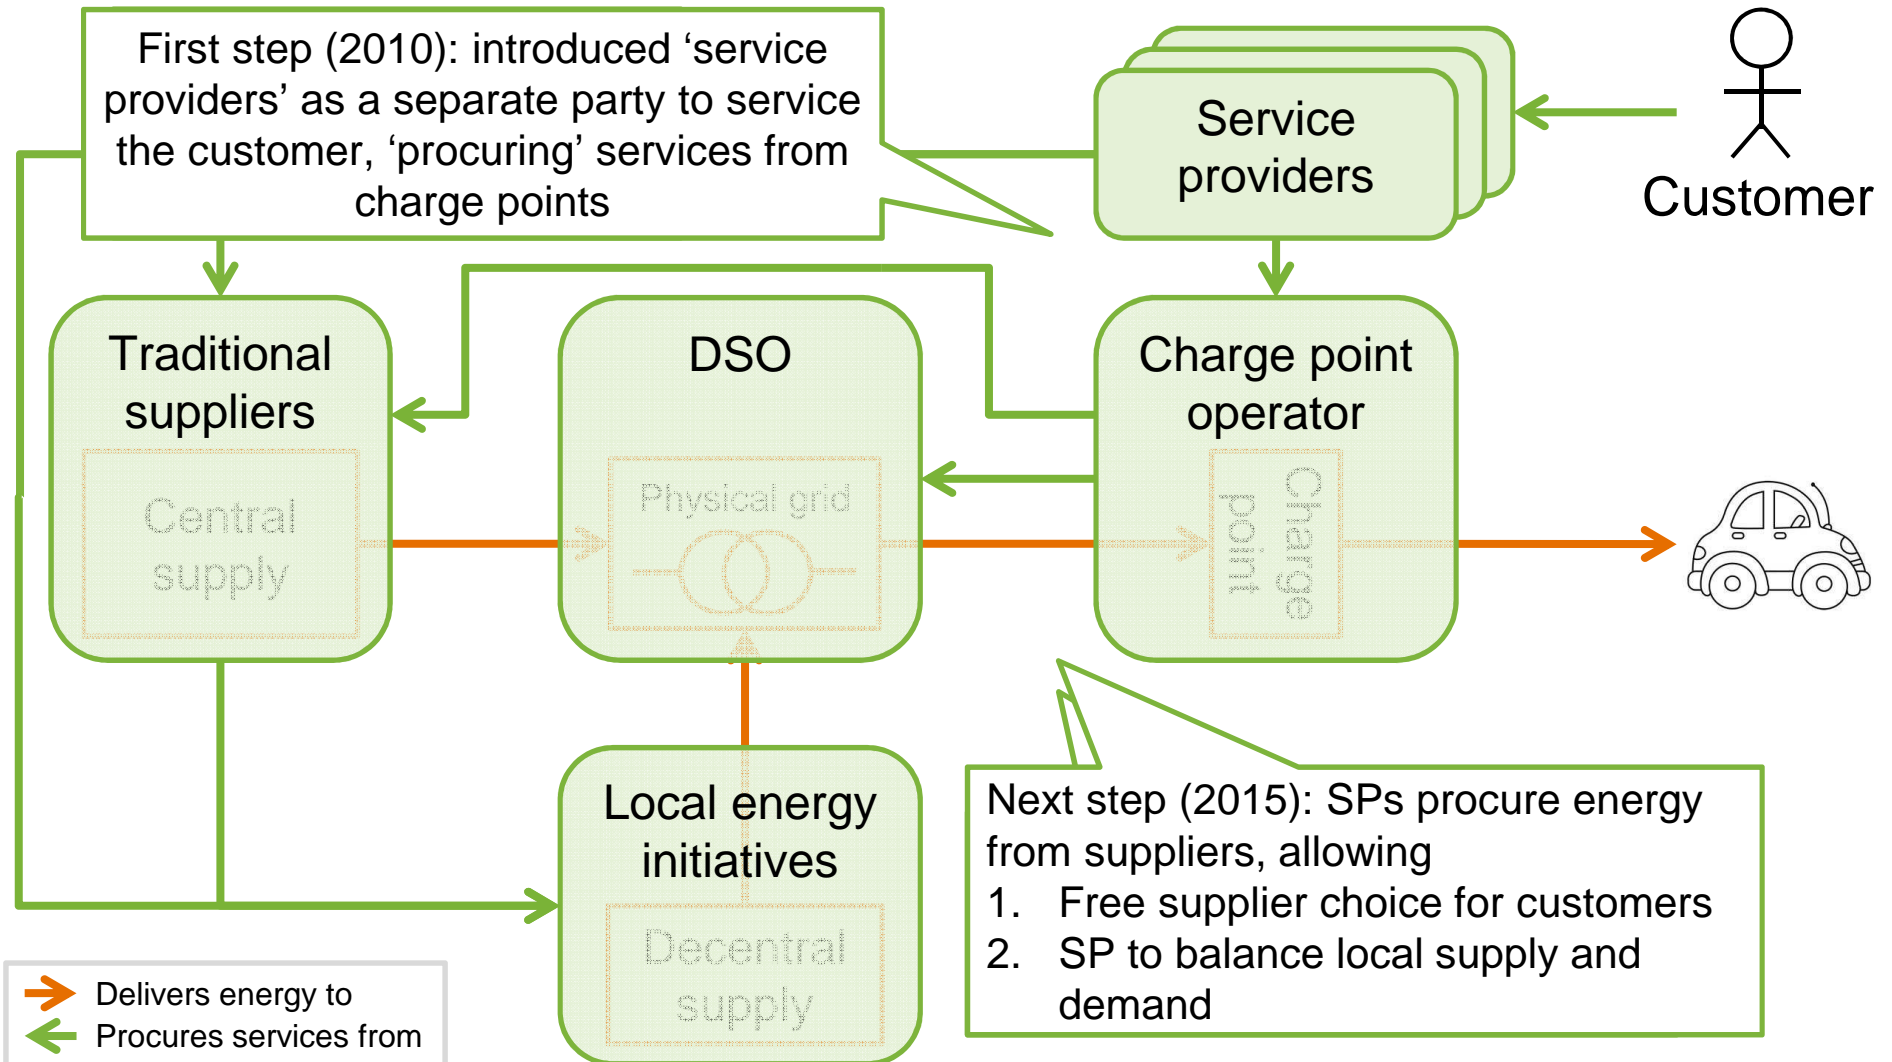 First step (2010): introduced ‘service
providers’ as a separate party to service
the customer, ‘procuring’ services from
charge points
Service
providers
Customer
Traditional
suppliers
DSO
Charge point
operator
Central
supply
Physical grid
Charge
point
Local energy
initiatives
Decentral
supply
Next step (2015): SPs procure energy
from suppliers, allowing
1. Free supplier choice for customers
2. SP to balance local supply and
demand
Delivers energy to
Procures services from